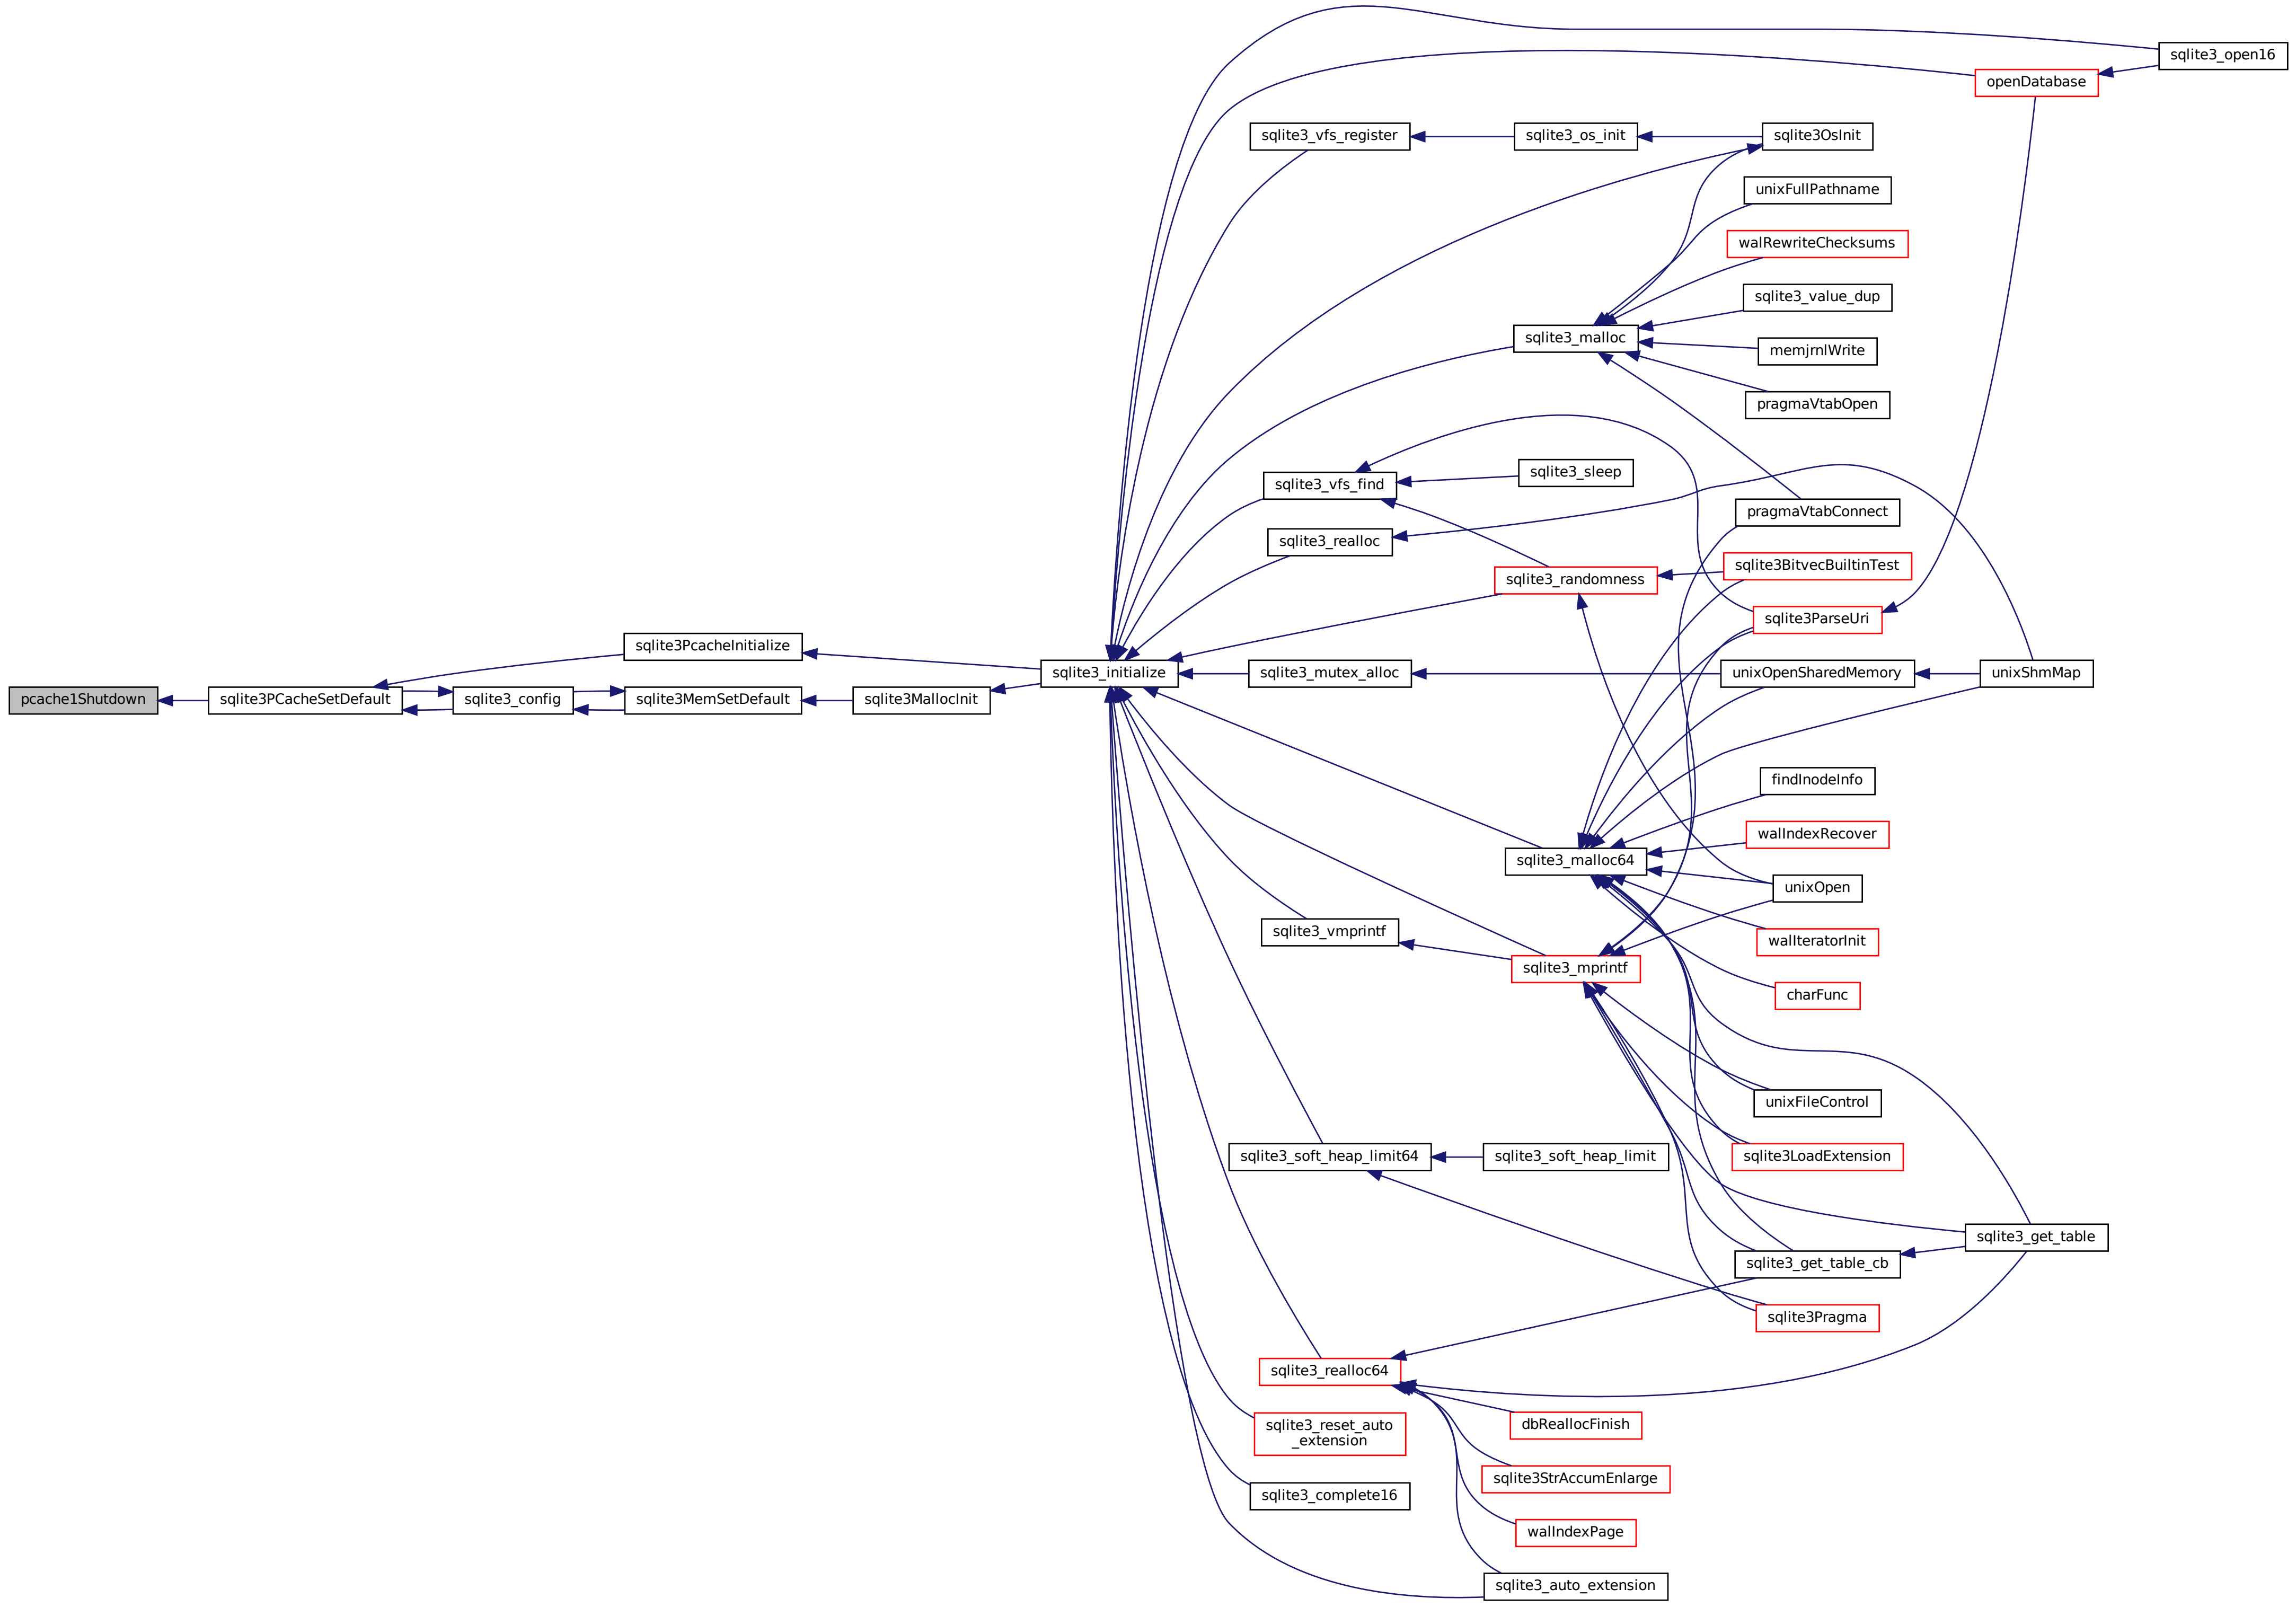 sqlite3_open16
openDatabase
sqlite3_vfs_register
sqlite3_os_init
sqlite3OsInit
unixFullPathname
walRewriteChecksums
sqlite3_value_dup
sqlite3_malloc
memjrnlWrite
pragmaVtabOpen
sqlite3_vfs_find
sqlite3_sleep
pragmaVtabConnect
sqlite3_realloc
sqlite3_randomness
sqlite3BitvecBuiltinTest
sqlite3ParseUri
sqlite3PcacheInitialize
sqlite3_initialize
sqlite3_mutex_alloc
unixOpenSharedMemory
unixShmMap
pcache1Shutdown
sqlite3PCacheSetDefault
sqlite3_config
sqlite3MemSetDefault
sqlite3MallocInit
findInodeInfo
walIndexRecover
sqlite3_malloc64
unixOpen
sqlite3_vmprintf
walIteratorInit
sqlite3_mprintf
charFunc
unixFileControl
sqlite3_soft_heap_limit64
sqlite3_soft_heap_limit
sqlite3LoadExtension
sqlite3_get_table
sqlite3_get_table_cb
sqlite3Pragma
sqlite3_realloc64
dbReallocFinish
sqlite3_reset_auto
_extension
sqlite3StrAccumEnlarge
sqlite3_complete16
walIndexPage
sqlite3_auto_extension